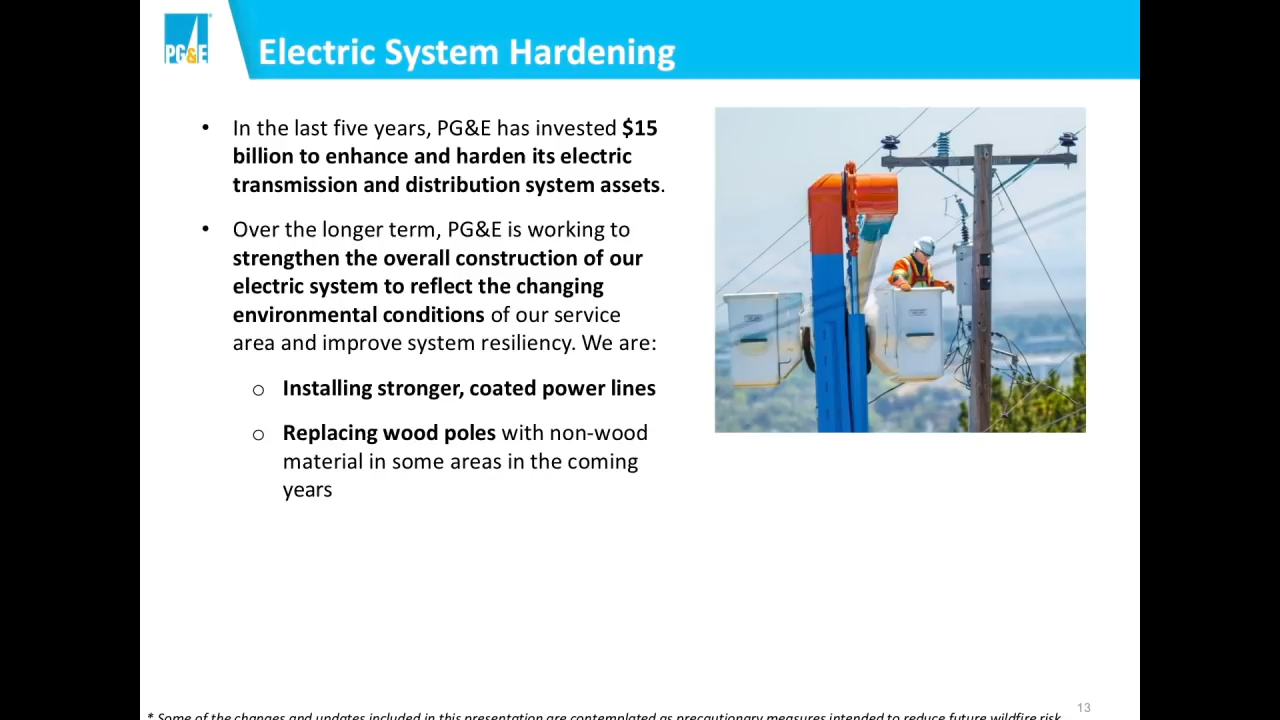 PG&E
Electric System Hardening
• In the last five years, PG&E has invested $15
billion to enhance and harden its electric
transmission and distribution system assets.
• Over the longer term, PG&E is working to
strengthen the overall construction of our
electric system to reflect the changing
environmental conditions of our service
area and improve system resiliency. We are:
o Installing stronger, coated power lines
o Replacing wood poles with non-wood
material in some areas in the coming
years
13
* Some of the changes and updates included in this presentation are contemplated as precautionary measures intended to reduce future wildfire risk